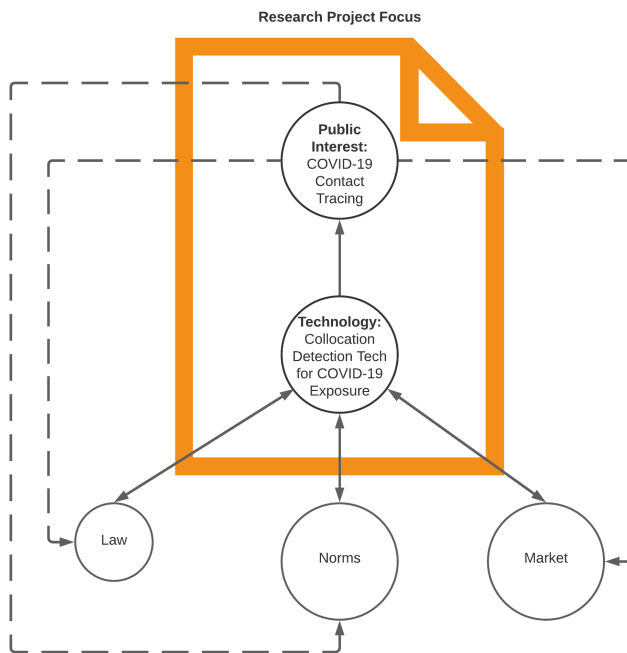 Research Project Focus
Public
Interest:
COVID-19
Contact
Tracing
Technology:
Collocation
Detection Tech
for COVID-19
Exposure
Law
Norms
Market